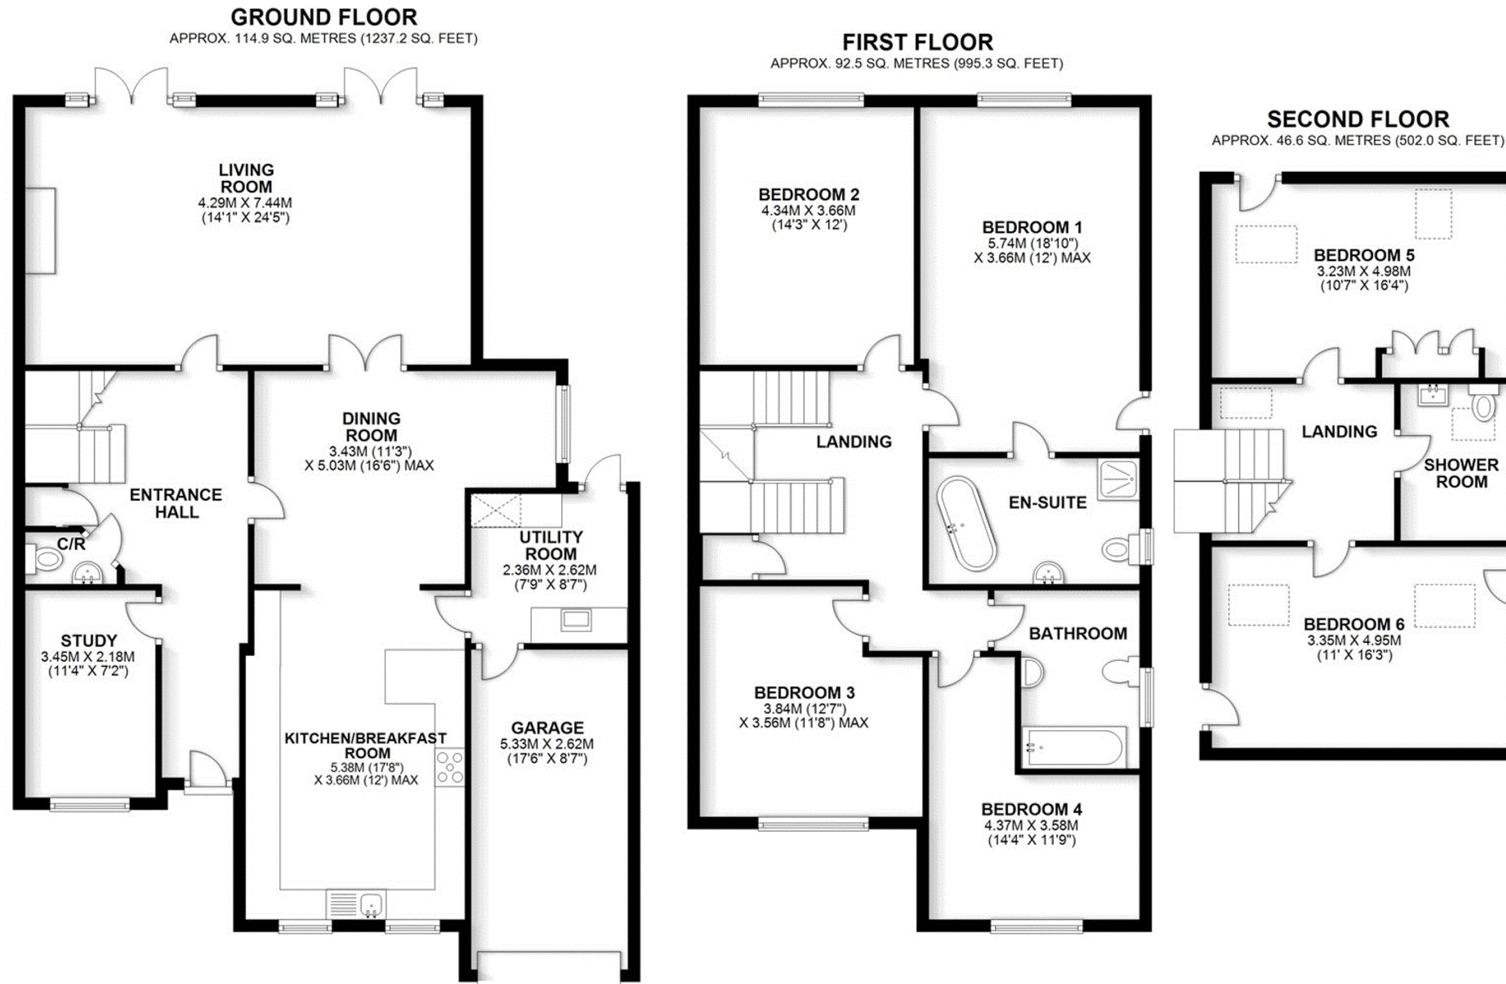 GROUND FLOOR
APPROX. 114.9 SQ. METRES (1237.2 SQ. FEET)
LIVING
ROOM
4.29M X 7.44M
(14'1" X 24'5")
DINING
ROOM
3.43M (11'3")
X 5.03M (16'6") MAX
ENTRANCE
HALL
C/R
UTILITY
ROOM
2.36M X 2.62M
(7'9" X 8'7")
STUDY
3.45M X 2.18M
(11'4" X 7'2")
KITCHEN/BREAKFAST
ROOM
5.38M (17'8")
X 3.66M (12') MAX
GARAGE
5.33M X 2.62M
(17'6" X 8'7")
FIRST FLOOR
APPROX. 92.5 SQ. METRES (995.3 SQ. FEET)
BEDROOM 2
4.34M X 3.66M
(14'3" X 12')
BEDROOM 1
5.74M (18'10")
X 3.66M (12') MAX
LANDING
EN-SUITE
BATHROOM
BEDROOM 3
3.84M (12'7")
X 3.56M (11'8") MAX
BEDROOM 4
4.37M X 3.58M
(14'4" X 11'9")
SECOND FLOOR
APPROX. 46.6 SQ. METRES (502.0 SQ. FEET)
BEDROOM 5
3.23M X 4.98M
(10'7" X 16'4")
LANDING
SHOWER
ROOM
BEDROOM 6
3.35M X 4.95M
(11' X 16'3")